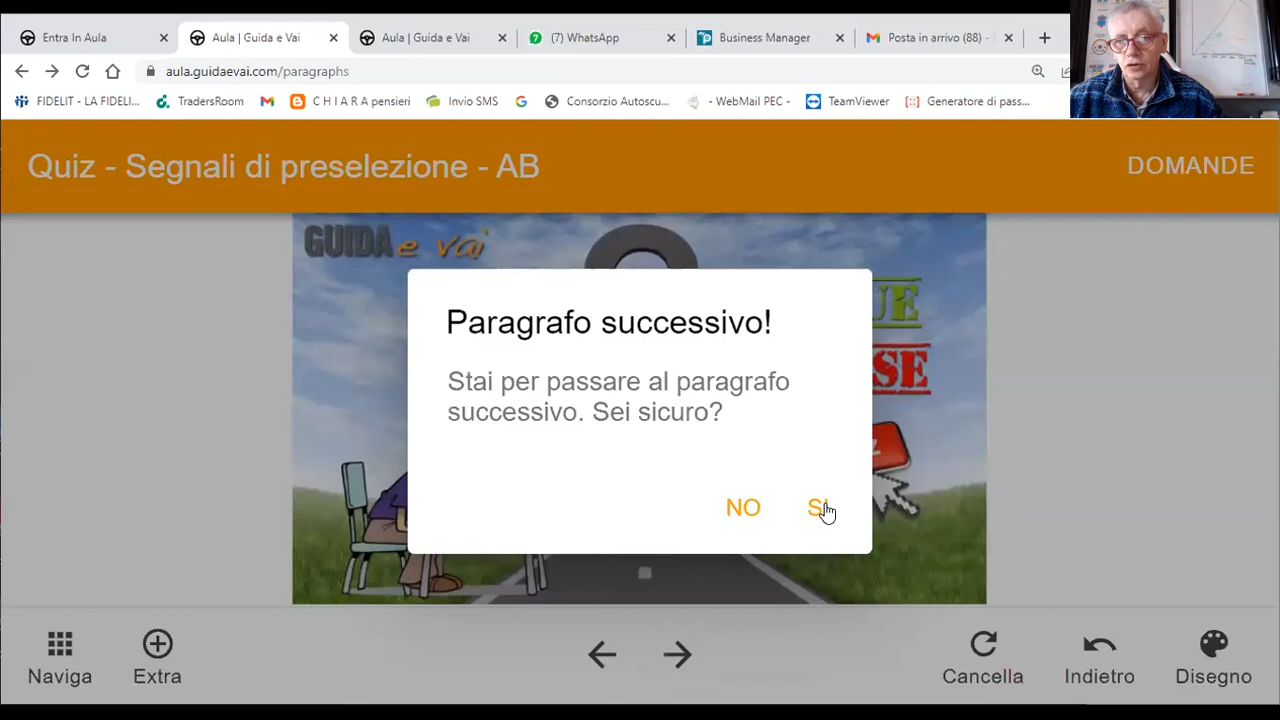 Entra In Aula
Aula | Guida e Vai
Aula | Guida e Vai
(7) WhatsApp
Business Manager
Posta in arrivo (88) -
aula.guidaevai.com/paragraphs
FIDELIT - LA FIDELI...
TradersRoom
C H I A R A pensieri
Invio SMS
Consorzio Autoscu...
- WebMail PEC -
TeamViewer
Generatore di pass...
Quiz - Segnali di preselezione - AB
DOMANDE
GUIDA e vai
Paragrafo successivo!
Stai per passare al paragrafo
successivo. Sei sicuro?
NO
Naviga
Extra
Cancella
Indietro
Disegno